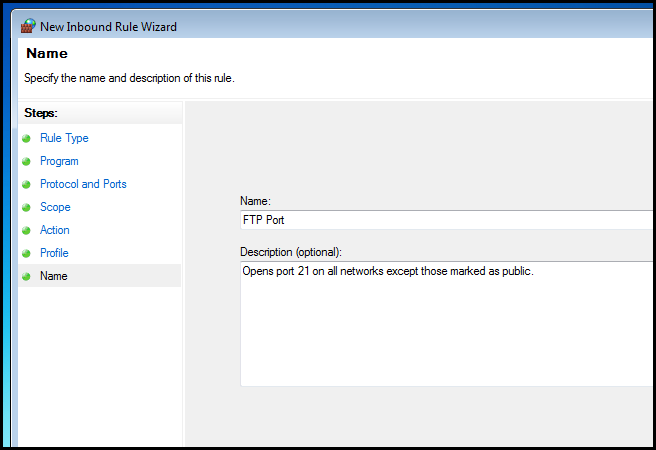 New Inbound Rule Wizard
Name
Specify the name and description of this rule.
Steps:
Rule Type
Program
Protocol and Ports
Scope
Action
Profile
Name
Name:
FTP Port
Description (optional):
Opens port 21 on all networks except those marked as public.